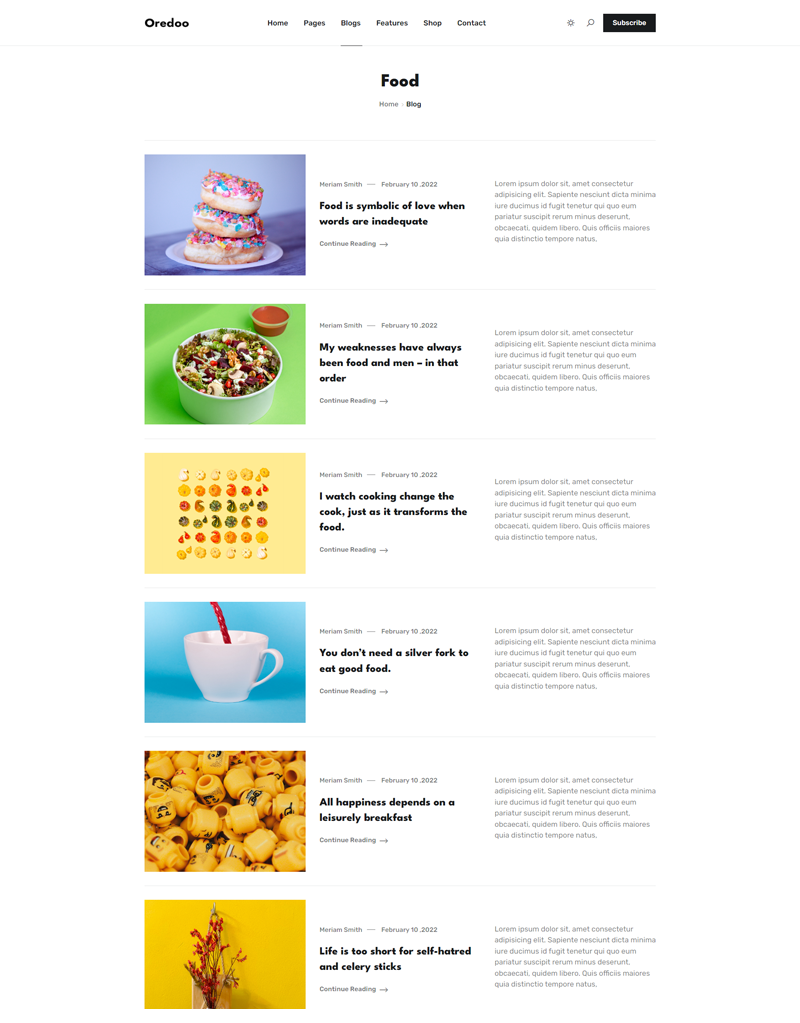 Oredoo
Home Pages Blogs Features Shop Contact
Subscribe
Food
Home › Blog
Meriam Smith — February 10 ,2022
Food is symbolic of love when
words are inadequate
Continue Reading →
Lorem ipsum dolor sit, amet consectetur
adipisicing elit. Sapiente nesciunt dicta minima
iure ducimus id fugit tenetur qui quo eum
pariatur suscipit rerum minus deserunt,
obcaecati, quidem libero. Quis officiis maiores
quia distinctio tempore natus.
Meriam Smith — February 10 ,2022
My weaknesses have always
been food and men – in that
order
Continue Reading →
Lorem ipsum dolor sit, amet consectetur
adipisicing elit. Sapiente nesciunt dicta minima
iure ducimus id fugit tenetur qui quo eum
pariatur suscipit rerum minus deserunt,
obcaecati, quidem libero. Quis officiis maiores
quia distinctio tempore natus.
Meriam Smith — February 10 ,2022
I watch cooking change the
cook, just as it transforms the
food.
Continue Reading →
Lorem ipsum dolor sit, amet consectetur
adipisicing elit. Sapiente nesciunt dicta minima
iure ducimus id fugit tenetur qui quo eum
pariatur suscipit rerum minus deserunt,
obcaecati, quidem libero. Quis officiis maiores
quia distinctio tempore natus.
Meriam Smith — February 10 ,2022
You don't need a silver fork to
eat good food.
Continue Reading →
Lorem ipsum dolor sit, amet consectetur
adipisicing elit. Sapiente nesciunt dicta minima
iure ducimus id fugit tenetur qui quo eum
pariatur suscipit rerum minus deserunt,
obcaecati, quidem libero. Quis officiis maiores
quia distinctio tempore natus.
Meriam Smith — February 10 ,2022
All happiness depends on a
leisurely breakfast
Continue Reading →
Lorem ipsum dolor sit, amet consectetur
adipisicing elit. Sapiente nesciunt dicta minima
iure ducimus id fugit tenetur qui quo eum
pariatur suscipit rerum minus deserunt,
obcaecati, quidem libero. Quis officiis maiores
quia distinctio tempore natus.
Meriam Smith — February 10 ,2022
Life is too short for self-hatred
and celery sticks
Continue Reading →
Lorem ipsum dolor sit, amet consectetur
adipisicing elit. Sapiente nesciunt dicta minima
iure ducimus id fugit tenetur qui quo eum
pariatur suscipit rerum minus deserunt,
obcaecati, quidem libero. Quis officiis maiores
quia distinctio tempore natus.